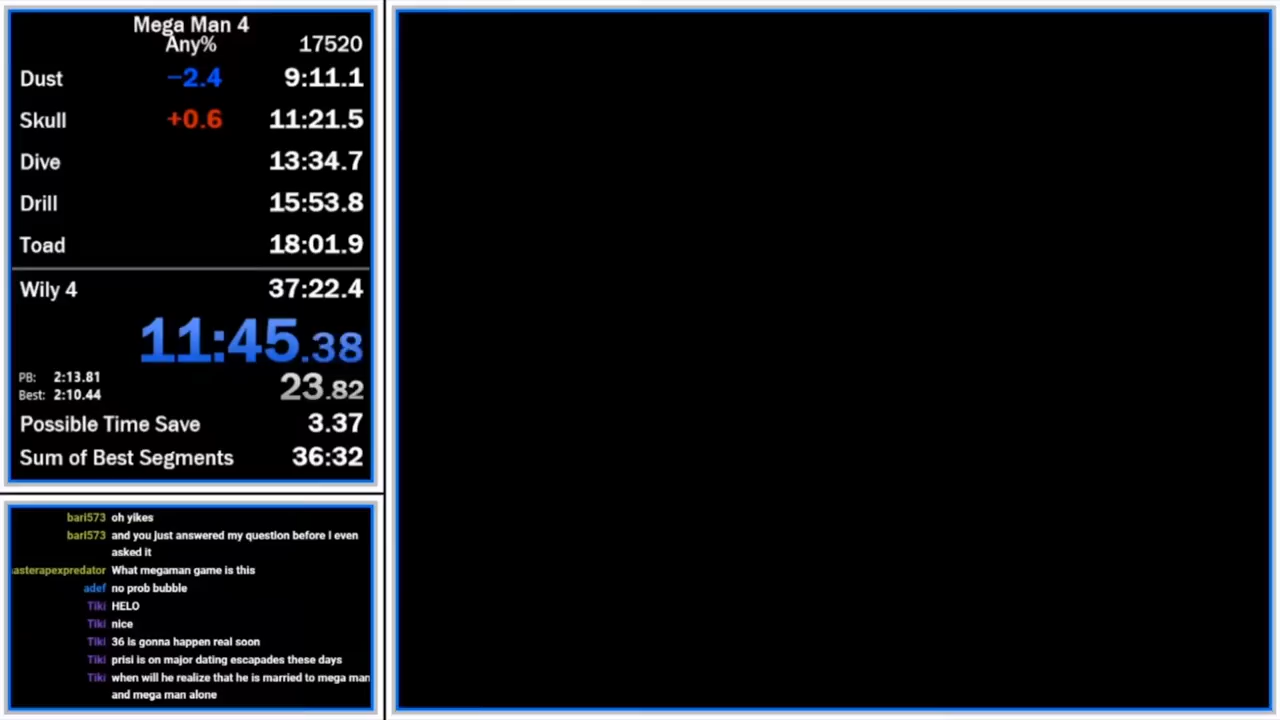 Mega Man 4
Any% 17520
Dust −2.4 9:11.1
Skull +0.6 11:21.5
Dive 13:34.7
Drill 15:53.8
Toad 18:01.9
Wily 4 37:22.4
11:45.38
PB: 2:13.81
Best: 2:10.44
23.82
Possible Time Save 3.37
Sum of Best Segments 36:32
bari573 oh yikes
bari573 and you just answered my question before I even
asked it
asterapexpredator What megaman game is this
adef no prob bubble
Tiki HELO
Tiki nice
Tiki 36 is gonna happen real soon
Tiki prisi is on major dating escapades these days
Tiki when will he realize that he is married to mega man
and mega man alone